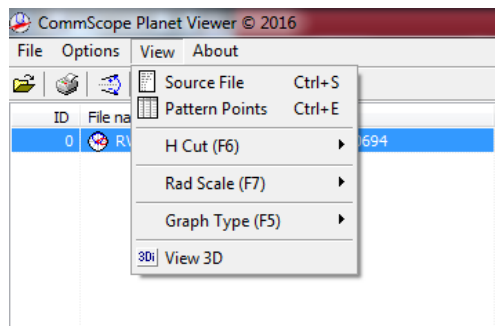 CommScope Planet Viewer © 2016
File Options View About
Source File Ctrl+S
ID File na Pattern Points Ctrl+E
0 RV 0694
H Cut (F6)
Rad Scale (F7)
Graph Type (F5)
3Di View 3D